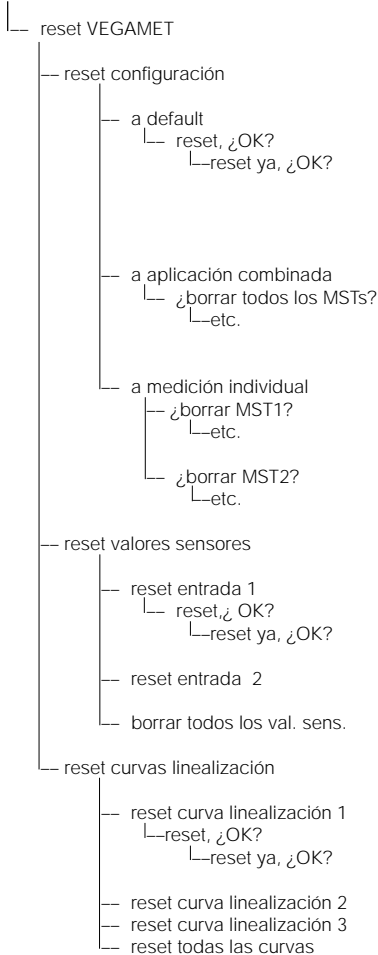 reset VEGAMET
reset configuración
a default
reset, ¿OK?
reset ya, ¿OK?
a aplicación combinada
¿borrar todos los MSTs?
etc.
a medición individual
¿borrar MST1?
etc.
¿borrar MST2?
etc.
reset valores sensores
reset entrada 1
reset,¿ OK?
reset ya, ¿OK?
reset entrada 2
borrar todos los val. sens.
reset curvas linealización
reset curva linealización 1
reset, ¿OK?
reset ya, ¿OK?
reset curva linealización 2
reset curva linealización 3
reset todas las curvas